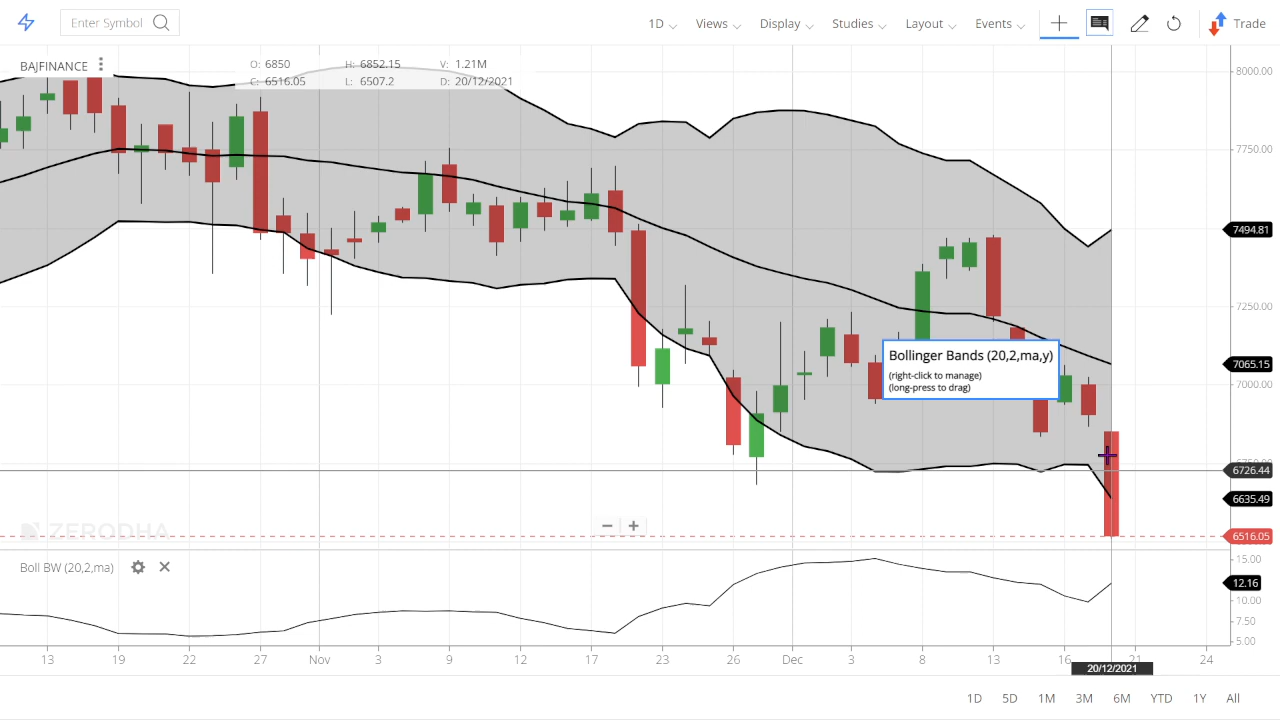 Enter Symbol
1D Views Display Studies Layout Events Trade
BAJFINANCE
O: 6850 H: 6852.15 V: 1.21M
C: 6516.05 L: 6507.2 D: 20/12/2021
8000.00
7750.00
7494.81
7250.00
Bollinger Bands (20,2,ma,y)
(right-click to manage)
(long-press to drag)
7065.15
7000.00
6726.44
6635.49
ZERODHA
6516.05
Boll BW (20,2,ma)
15.00
12.16
10.00
7.50
5.00
13 19 22 27 Nov 3 9 12 17 23 26 Dec 3 8 13 16 21 24
20/12/2021
1D 5D 1M 3M 6M YTD 1Y All